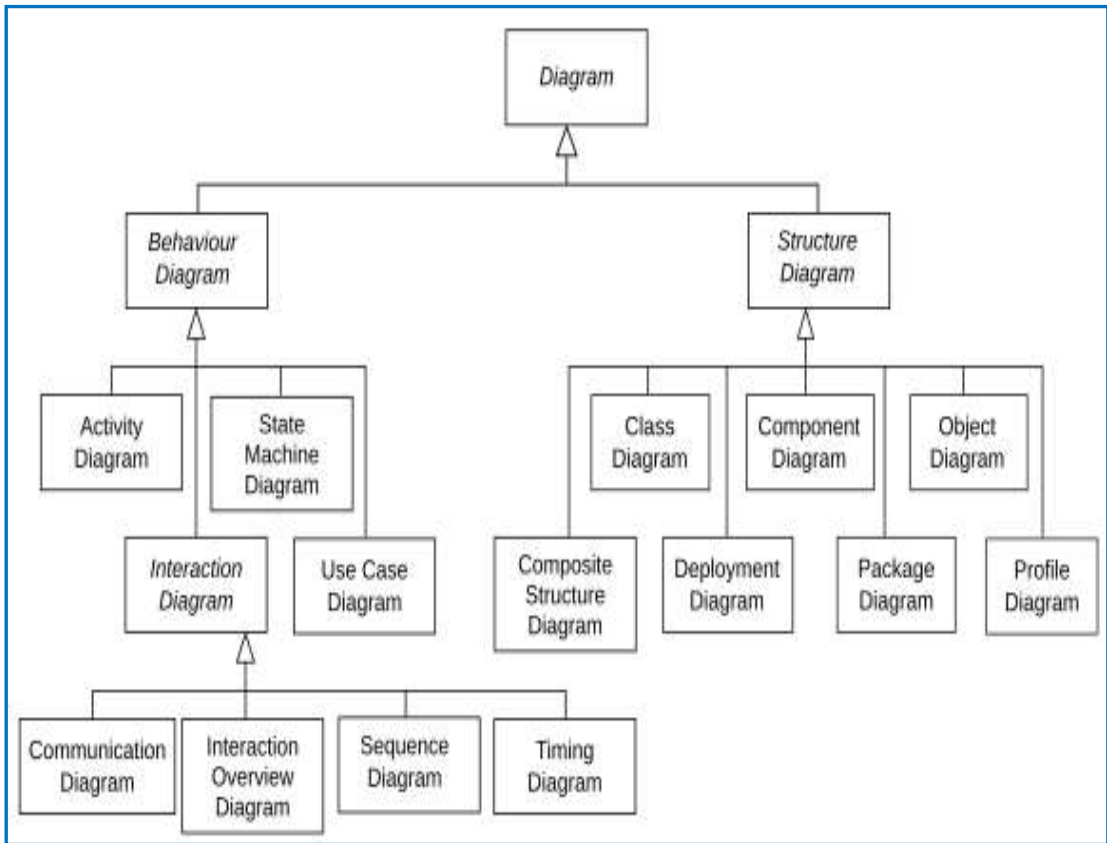 Diagram
Behaviour
Diagram
Structure
Diagram
Activity
Diagram
State
Machine
Diagram
Class
Diagram
Component
Diagram
Object
Diagram
Interaction
Diagram
Use Case
Diagram
Composite
Structure
Diagram
Deployment
Diagram
Package
Diagram
Profile
Diagram
Communication
Diagram
Interaction
Overview
Diagram
Sequence
Diagram
Timing
Diagram